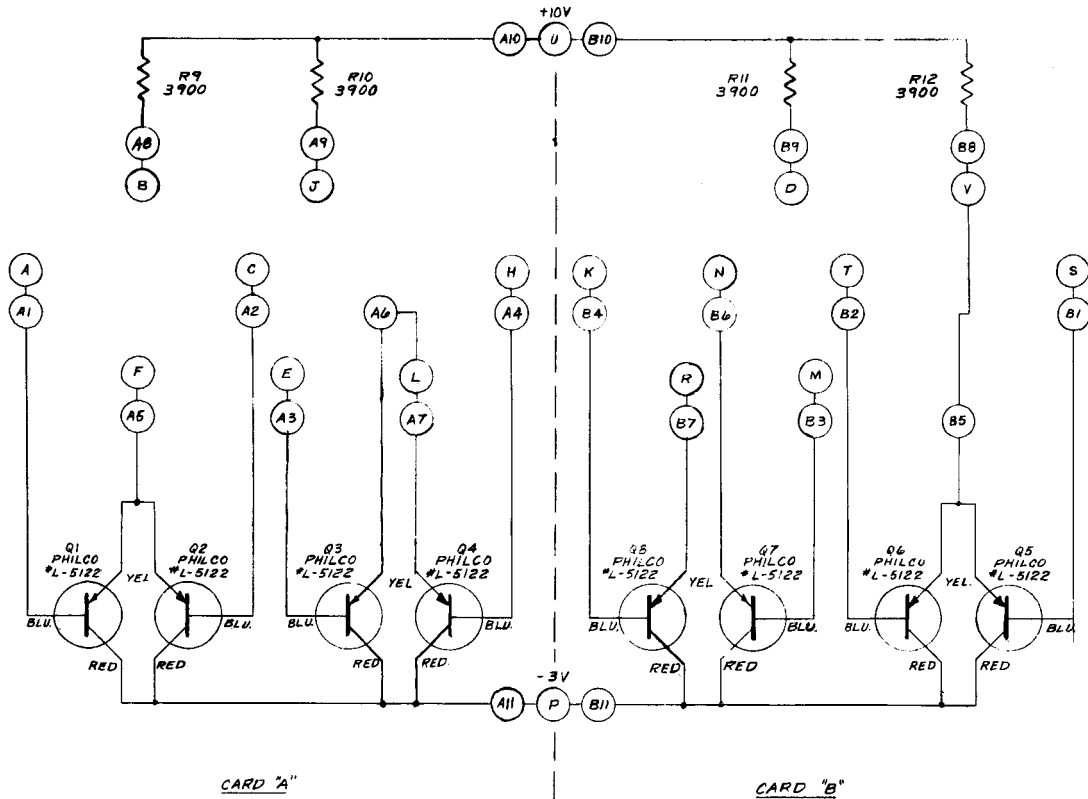 +10V
A10 U B10
R9
3900
R10
3900
R11
3900
R12
3900
A8
A9
B9
B8
B
J
D
V
A
C
H
K
N
T
S
A1
A2
A6
A4
B4
B6
B2
B1
F
E
L
R
M
A5
A3
A7
B7
B3
B5
Q1
PHILCO
#L-5122
Q2
PHILCO
#L-5122
Q3
PHILCO
#L-5122
Q4
PHILCO
#L-5122
Q8
PHILCO
#L-5122
Q7
PHILCO
#L-5122
Q6
PHILCO
#L-5122
Q5
PHILCO
#L-5122
YEL
YEL
YEL
YEL.
BLU.
BLU.
BLU.
BLU.
BLU.
BLU.
BLU.
BLU.
RED
RED
RED
RED.
RED
RED
RED
RED
-3V
A11 P B11
CARD "A"
CARD "B"